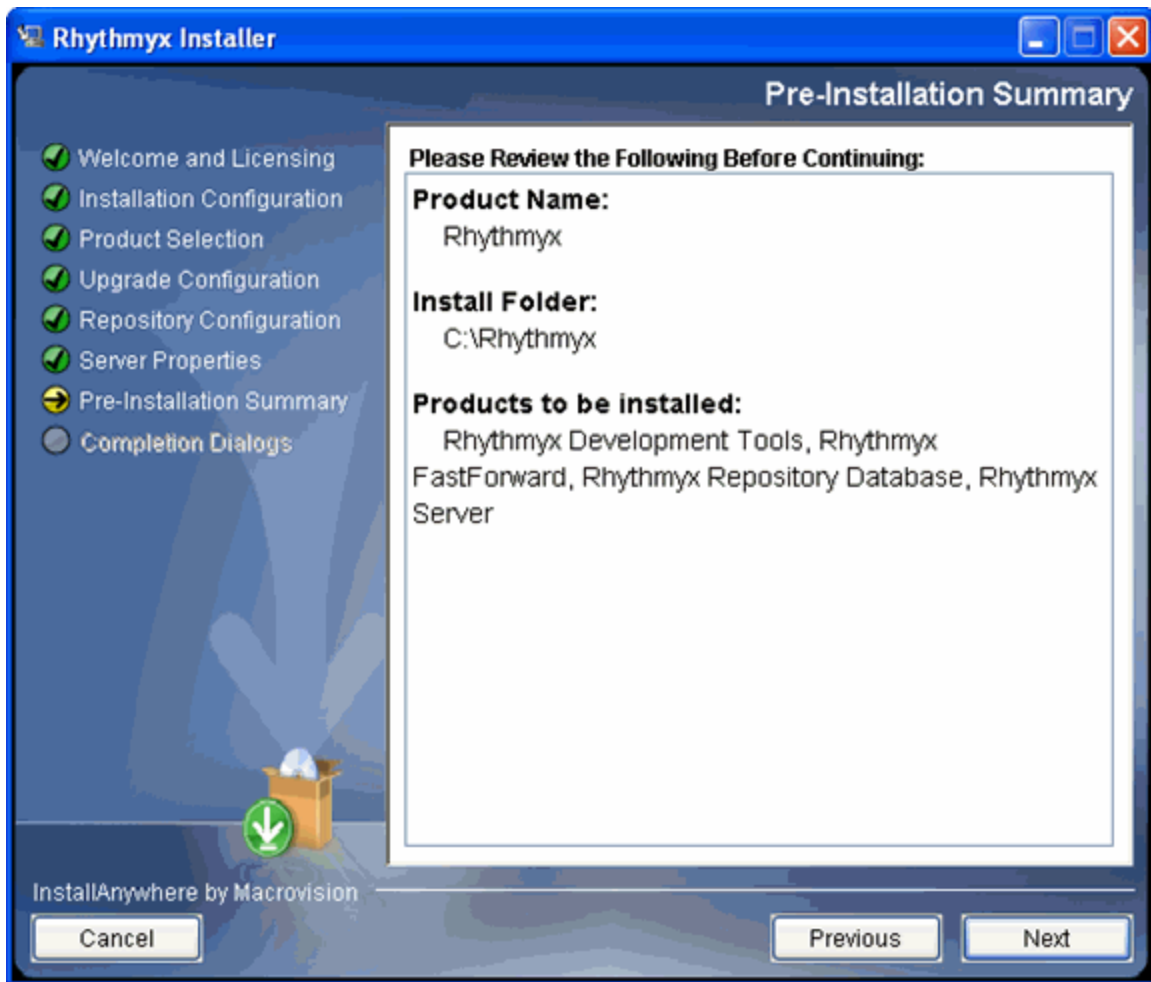 Rhythmyx Installer
Pre-Installation Summary
Welcome and Licensing
Installation Configuration
Product Selection
Upgrade Configuration
Repository Configuration
Server Properties
Pre-Installation Summary
Completion Dialogs
Please Review the Following Before Continuing:
Product Name:
Rhythmyx
Install Folder:
C:\Rhythmyx
Products to be installed:
Rhythmyx Development Tools, Rhythmyx
FastForward, Rhythmyx Repository Database, Rhythmyx
Server
InstallAnywhere by Macrovision
Cancel
Previous
Next